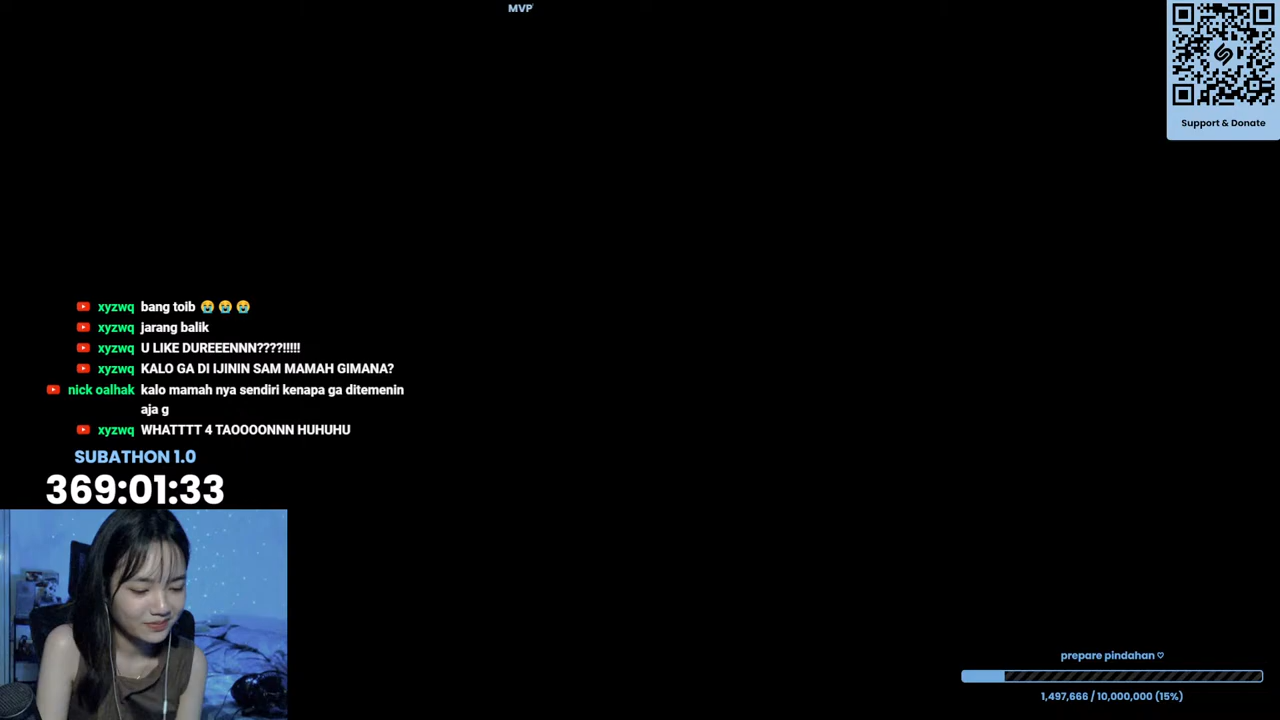 MVP
Support & Donate
xyzwq bang toib 😭 😭 😭
xyzwq jarang balik
xyzwq U LIKE DUREEENNN????!!!!!
xyzwq KALO GA DI IJININ SAM MAMAH GIMANA?
nick oalhak kalo mamah nya sendiri kenapa ga ditemenin
aja g
xyzwq WHATTTT 4 TAOOOONNN HUHUHU
SUBATHON 1.0
369:01:33
prepare pindahan ♡
1,497,666 / 10,000,000 (15%)